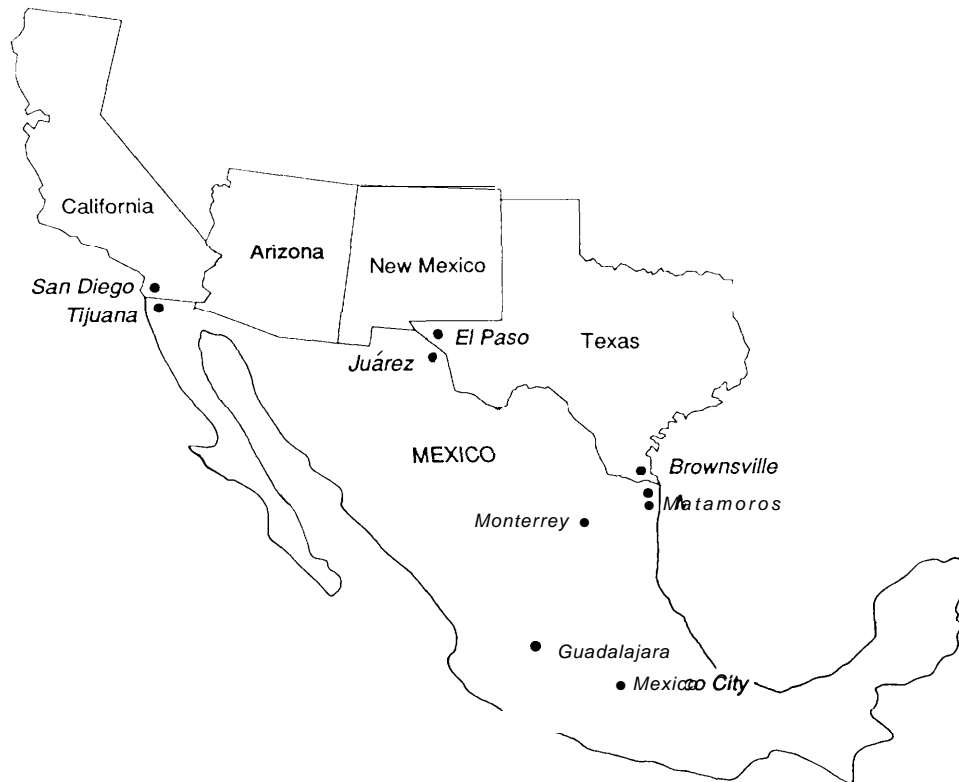 California
Arizona
New Mexico
San Diego
Tijuana
El Paso
Texas
Juárez
MEXICO
Brownsville
Matamoros
Monterrey
Guadalajara
Mexico City